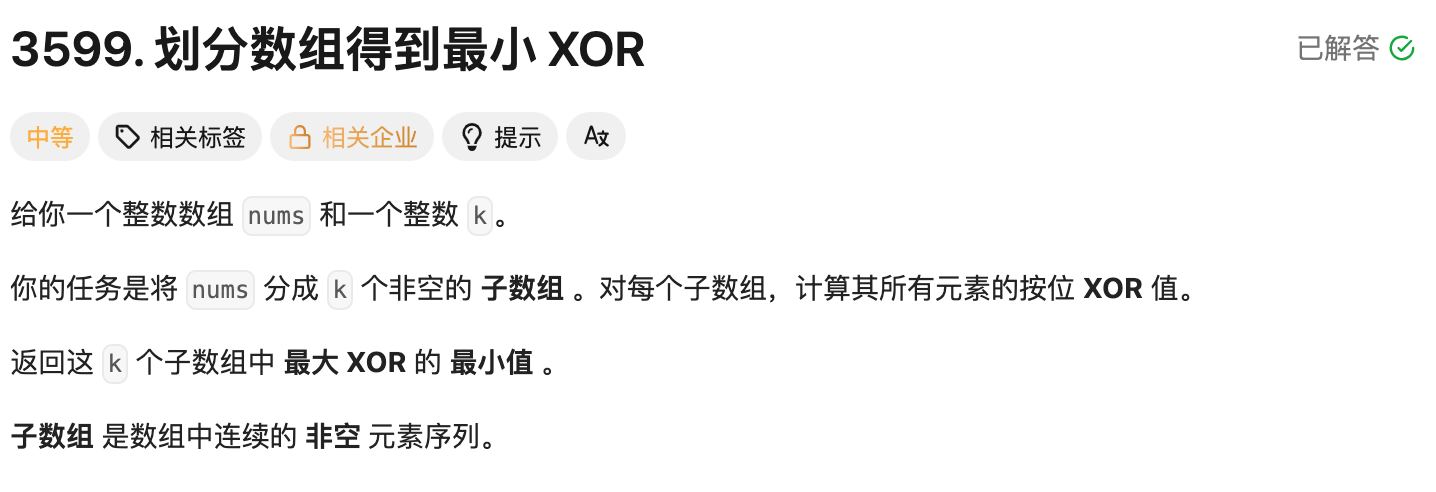 3599. 划分数组得到最小 XOR
已解答
中等 相关标签 相关企业 提示 A文
给你一个整数数组 nums 和一个整数 k。
你的任务是将 nums 分成 k 个非空的 子数组 。对每个子数组，计算其所有元素的按位 XOR 值。
返回这 k 个子数组中 最大 XOR 的 最小值 。
子数组 是数组中连续的 非空 元素序列。